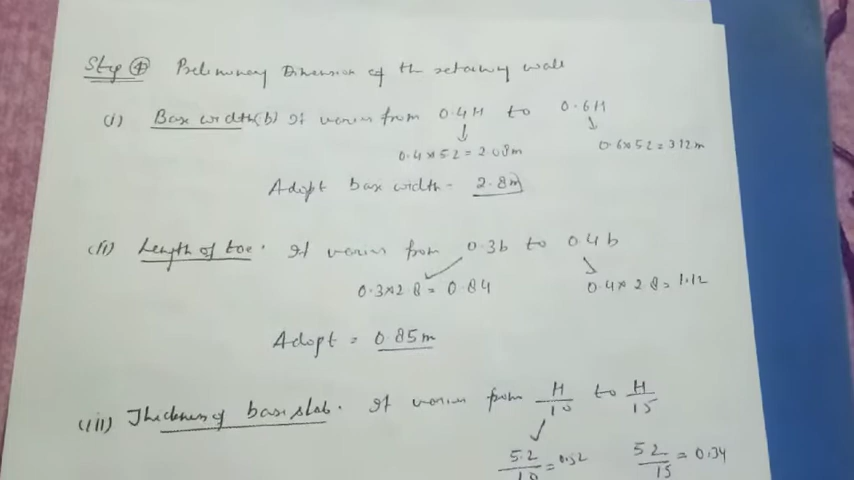 Step ④ Preliminary Dimension of the retaining wall
(i) Base width(b) It varies from 0.4H to 0.6H
0.4×5.2 = 2.08m 0.6×5.2 = 3.12m
Adopt base width - 2.8m
(ii) Length of toe. It varies from 0.3b to 0.4b
0.3×2.8 = 0.84 0.4×2.8 = 1.12
Adopt = 0.85m
(iii) Thickness of base slab. It varies from H/10 to H/15
5.2/10 = 0.52 5.2/15 = 0.34